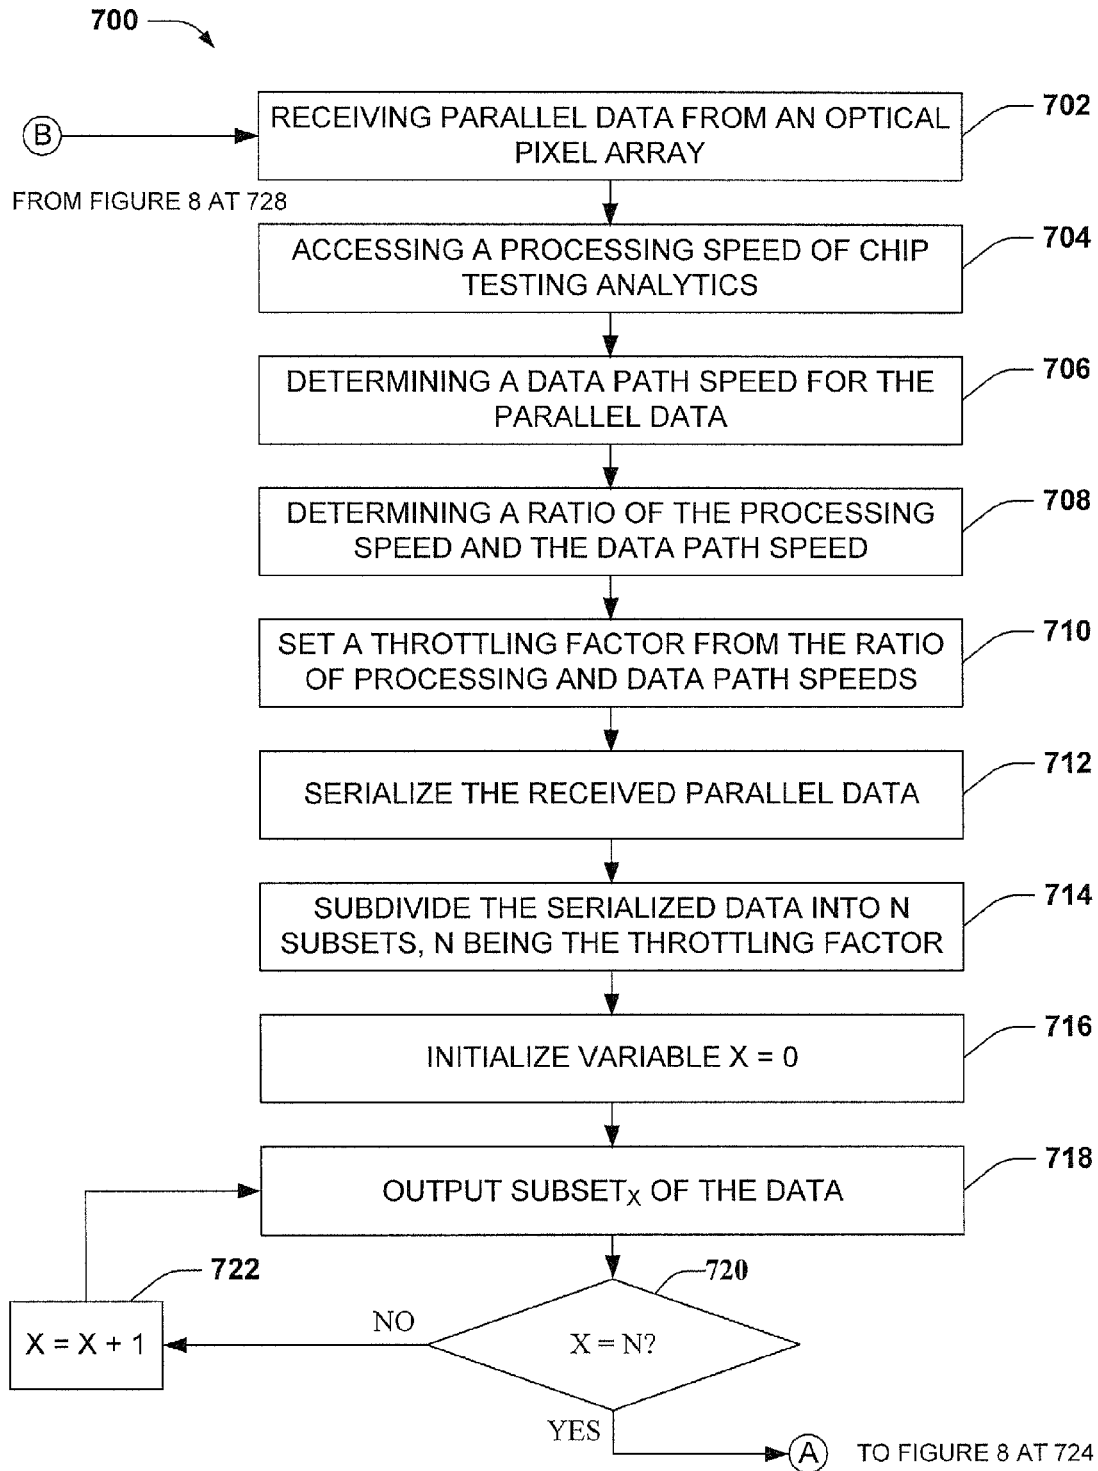 700
702
RECEIVING PARALLEL DATA FROM AN OPTICAL
PIXEL ARRAY
B
FROM FIGURE 8 AT 728
704
ACCESSING A PROCESSING SPEED OF CHIP
TESTING ANALYTICS
706
DETERMINING A DATA PATH SPEED FOR THE
PARALLEL DATA
708
DETERMINING A RATIO OF THE PROCESSING
SPEED AND THE DATA PATH SPEED
710
SET A THROTTLING FACTOR FROM THE RATIO
OF PROCESSING AND DATA PATH SPEEDS
712
SERIALIZE THE RECEIVED PARALLEL DATA
714
SUBDIVIDE THE SERIALIZED DATA INTO N
SUBSETS, N BEING THE THROTTLING FACTOR
716
INITIALIZE VARIABLE X = 0
718
OUTPUT SUBSETX OF THE DATA
722
720
NO
X = X + 1
X = N?
YES
A
TO FIGURE 8 AT 724